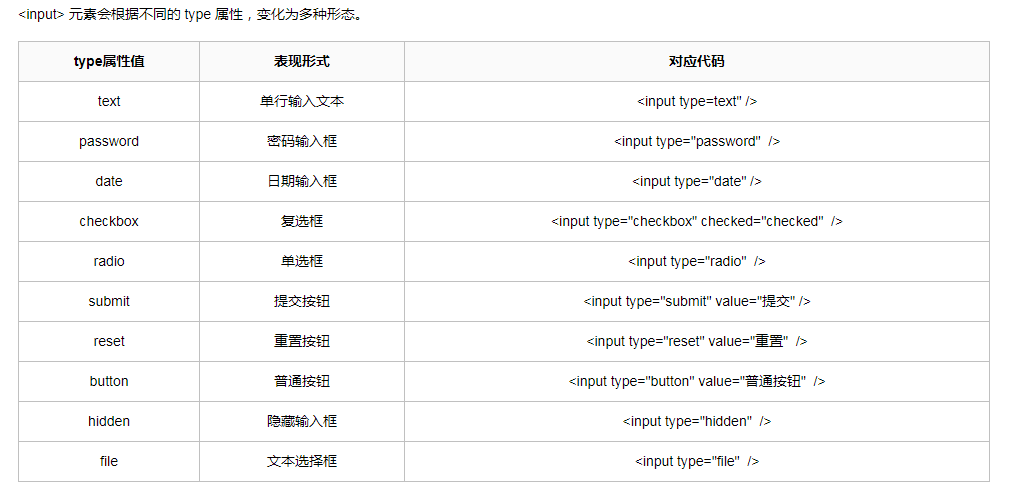 <input> 元素会根据不同的 type 属性，变化为多种形态。
type属性值 表现形式 对应代码
text 单行输入文本 <input type=text" />
password 密码输入框 <input type="password"  />
date 日期输入框 <input type="date" />
checkbox 复选框 <input type="checkbox" checked="checked"  />
radio 单选框 <input type="radio"  />
submit 提交按钮 <input type="submit" value="提交" />
reset 重置按钮 <input type="reset" value="重置"  />
button 普通按钮 <input type="button" value="普通按钮"  />
hidden 隐藏输入框 <input type="hidden"  />
file 文本选择框 <input type="file"  />